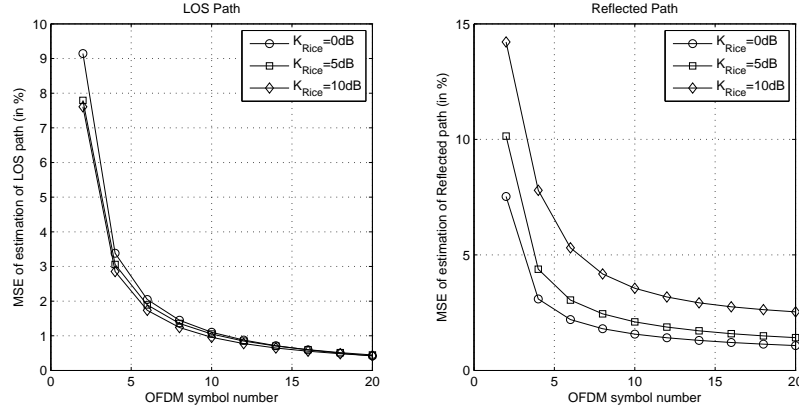 LOS Path
MSE of estimation of LOS path (in %)
10
9
8
7
6
5
4
3
2
1
0
0 5 10 15 20
OFDM symbol number
K_Rice=0dB
K_Rice=5dB
K_Rice=10dB
Reflected Path
MSE of estimation of Reflected path (in %)
15
10
5
0
0 5 10 15 20
OFDM symbol number
K_Rice=0dB
K_Rice=5dB
K_Rice=10dB